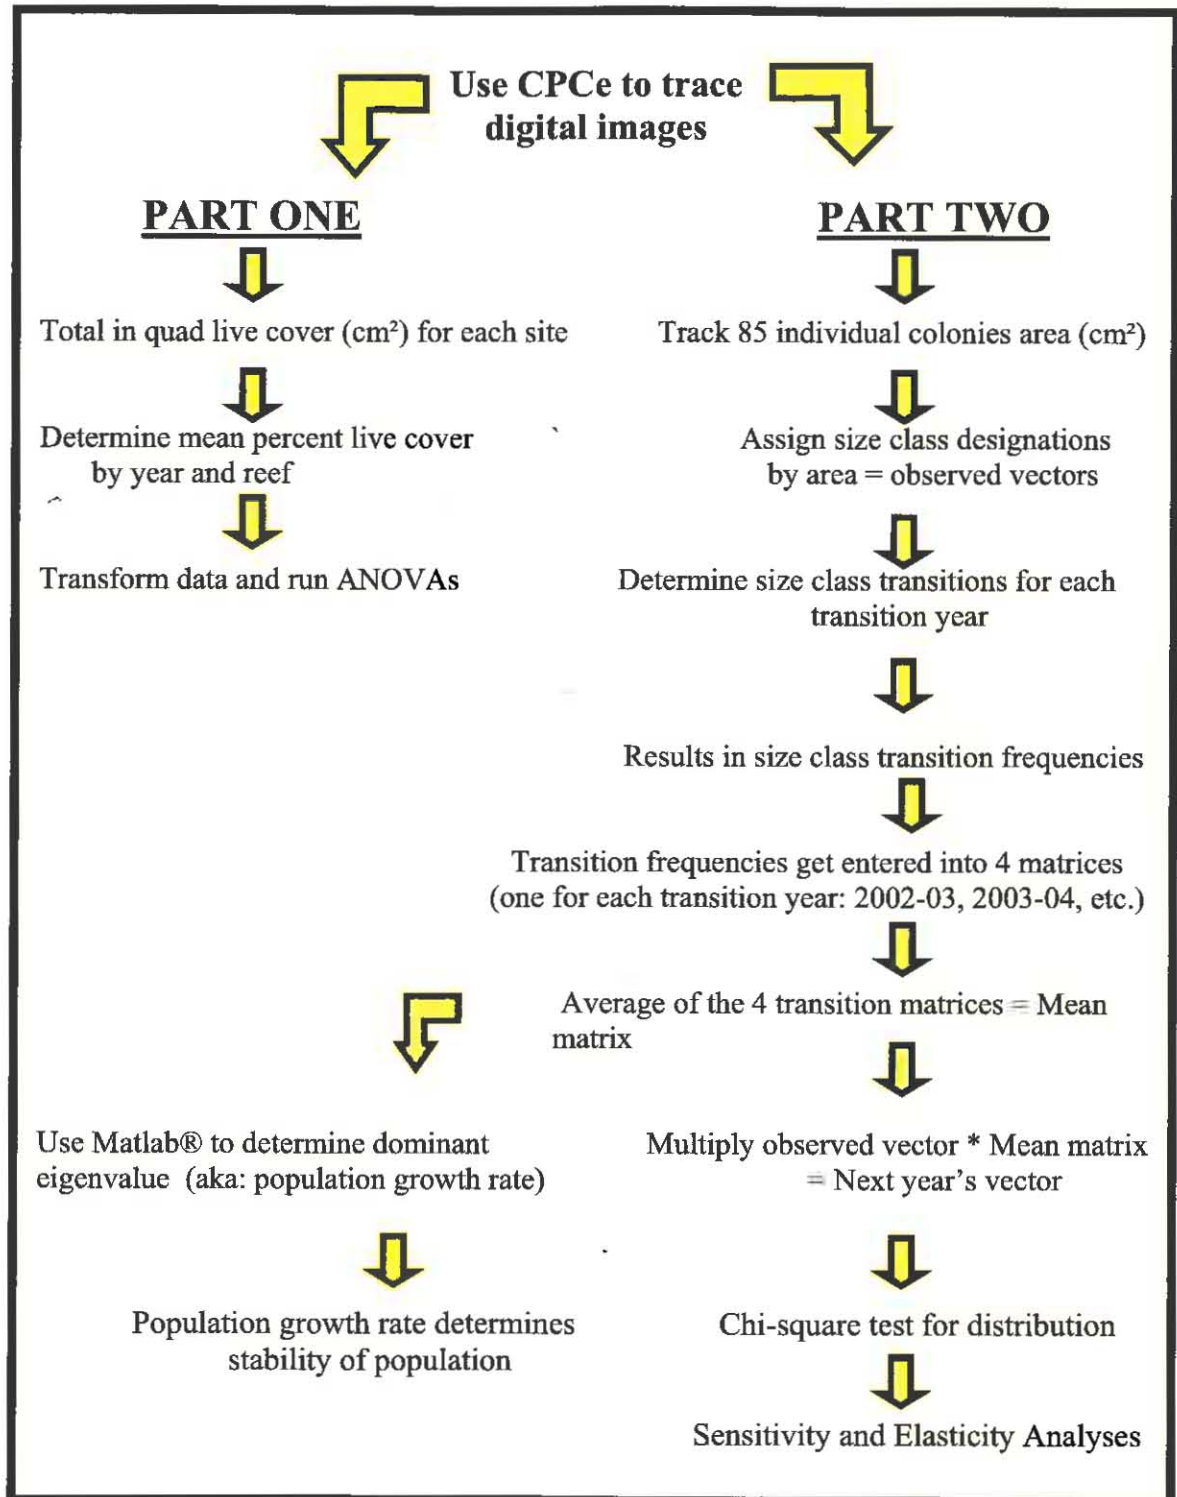 Use CPCe to trace
digital images
PART ONE
Total in quad live cover (cm²) for each site
Determine mean percent live cover
by year and reef
Transform data and run ANOVAs
PART TWO
Track 85 individual colonies area (cm²)
Assign size class designations
by area = observed vectors
Determine size class transitions for each
transition year
Results in size class transition frequencies
Transition frequencies get entered into 4 matrices
(one for each transition year: 2002-03, 2003-04, etc.)
Average of the 4 transition matrices = Mean
matrix
Use Matlab® to determine dominant
eigenvalue (aka: population growth rate)
Population growth rate determines
stability of population
Multiply observed vector * Mean matrix
= Next year's vector
Chi-square test for distribution
Sensitivity and Elasticity Analyses